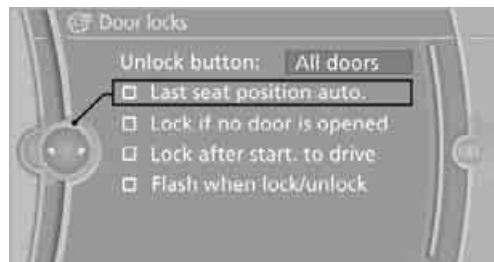 Door locks
Unlock button: All doors
Last seat position auto.
Lock if no door is opened
Lock after start. to drive
Flash when lock/unlock